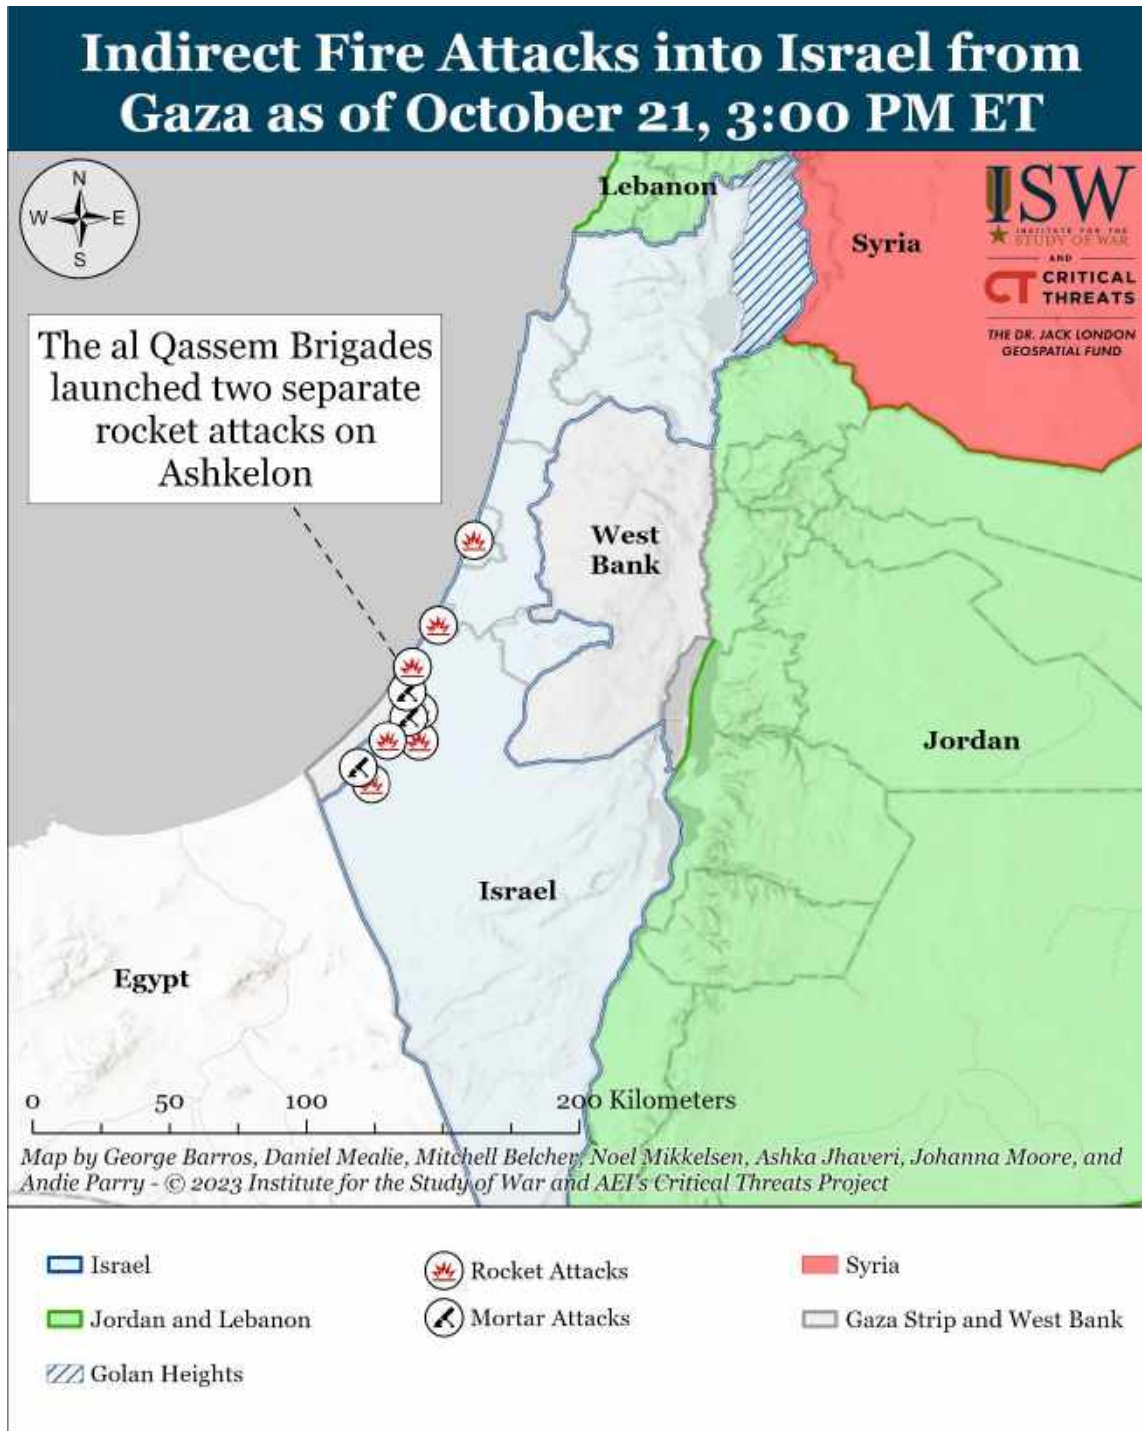 Indirect Fire Attacks into Israel from
Gaza as of October 21, 3:00 PM ET
N
W
E
S
Lebanon
Syria
ISW
INSTITUTE FOR THE
STUDY OF WAR
AND
CT CRITICAL
THREATS
THE DR. JACK LONDON
GEOSPATIAL FUND
The al Qassem Brigades
launched two separate
rocket attacks on
Ashkelon
West
Bank
Jordan
Israel
Egypt
0 50 100 200 Kilometers
Map by George Barros, Daniel Mealie, Mitchell Belcher, Noel Mikkelsen, Ashka Jhaveri, Johanna Moore, and
Andie Parry - © 2023 Institute for the Study of War and AEI's Critical Threats Project
Israel
Rocket Attacks
Syria
Jordan and Lebanon
Mortar Attacks
Gaza Strip and West Bank
Golan Heights